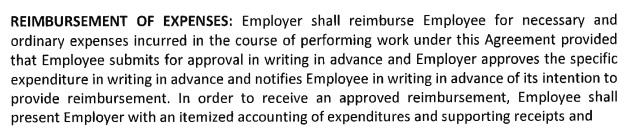 REIMBURSEMENT OF EXPENSES: Employer shall reimburse Employee for necessary and
ordinary expenses incurred in the course of performing work under this Agreement provided
that Employee submits for approval in writing in advance and Employer approves the specific
expenditure in writing in advance and notifies Employee in writing in advance of its intention to
provide reimbursement. In order to receive an approved reimbursement, Employee shall
present Employer with an itemized accounting of expenditures and supporting receipts and